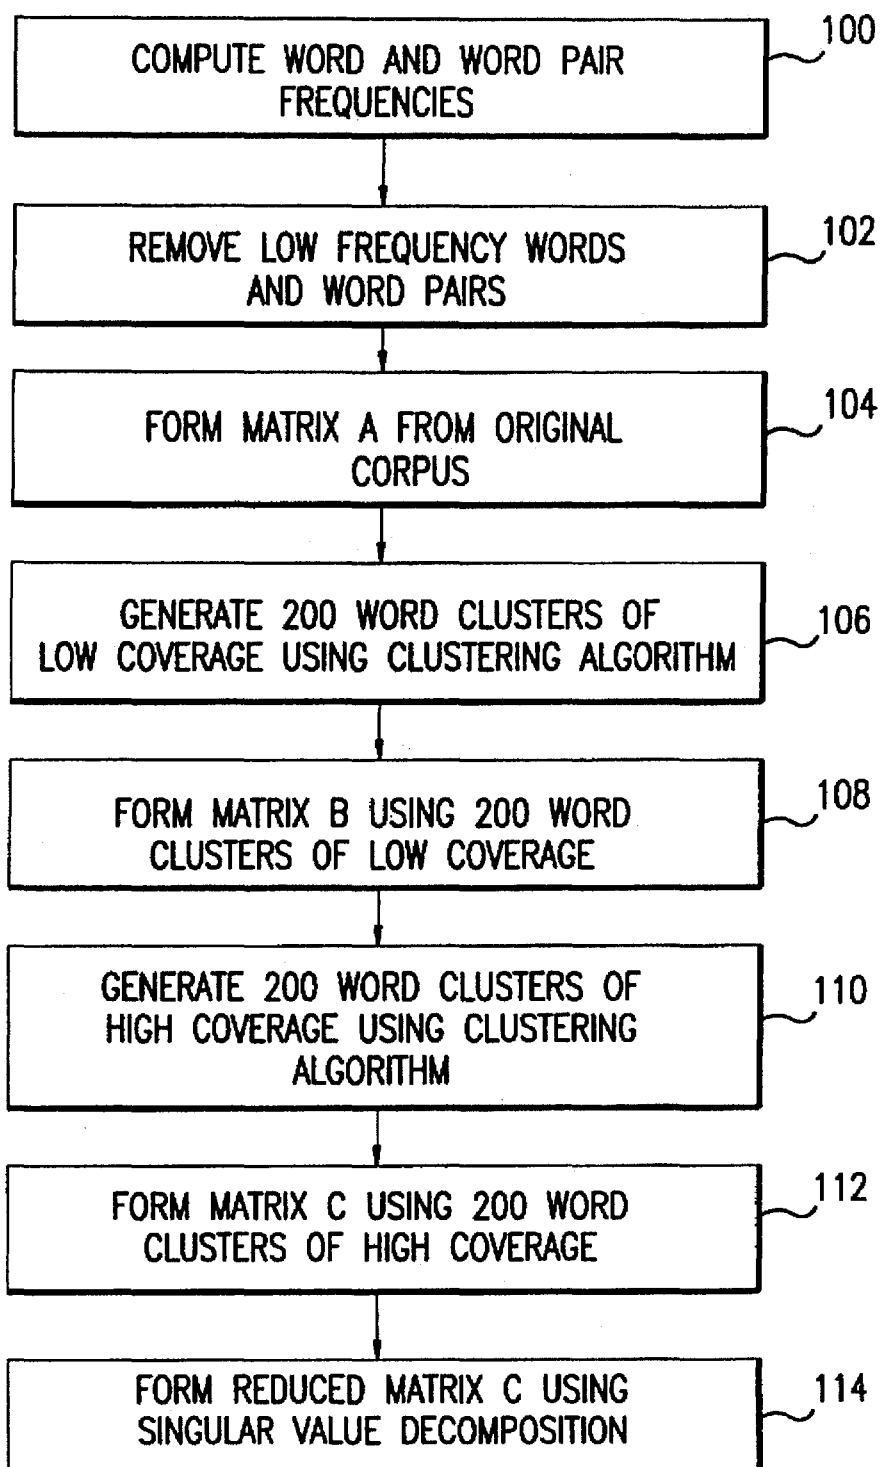 COMPUTE WORD AND WORD PAIR
FREQUENCIES
100
REMOVE LOW FREQUENCY WORDS
AND WORD PAIRS
102
FORM MATRIX A FROM ORIGINAL
CORPUS
104
GENERATE 200 WORD CLUSTERS OF
LOW COVERAGE USING CLUSTERING ALGORITHM
106
FORM MATRIX B USING 200 WORD
CLUSTERS OF LOW COVERAGE
108
GENERATE 200 WORD CLUSTERS OF
HIGH COVERAGE USING CLUSTERING
ALGORITHM
110
FORM MATRIX C USING 200 WORD
CLUSTERS OF HIGH COVERAGE
112
FORM REDUCED MATRIX C USING
SINGULAR VALUE DECOMPOSITION
114